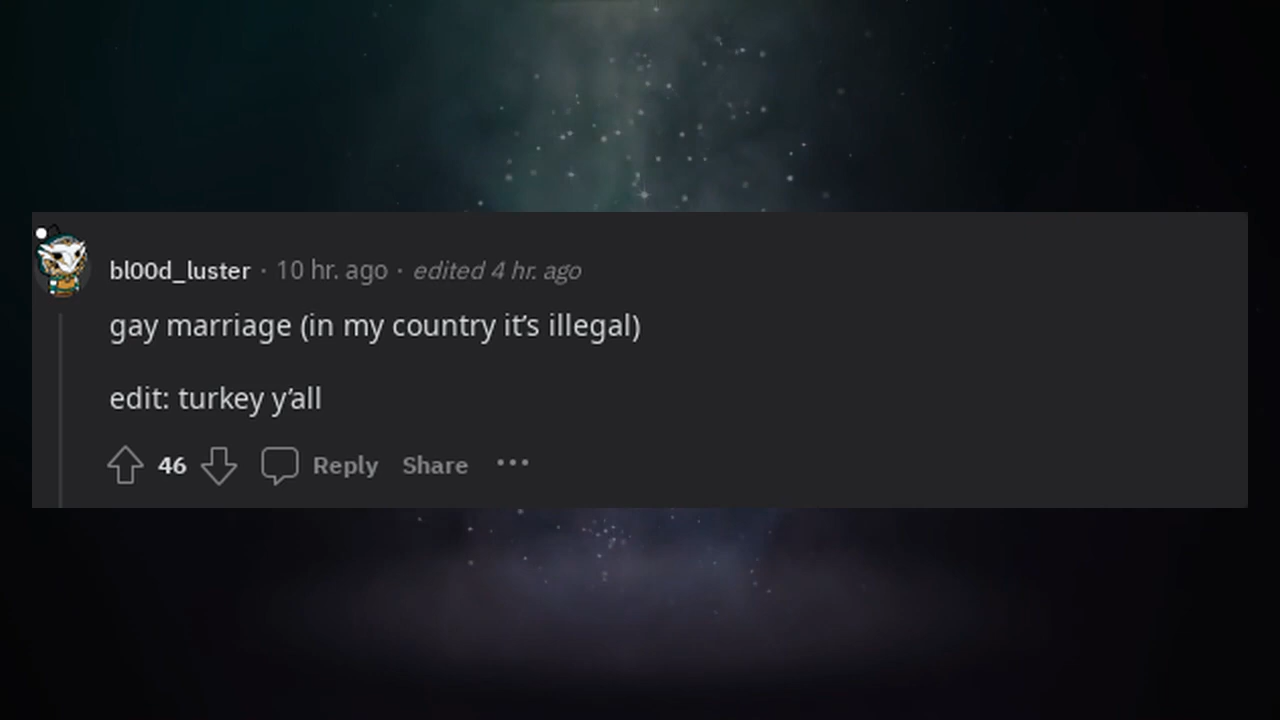 bl00d_luster · 10 hr. ago · edited 4 hr. ago
gay marriage (in my country it’s illegal)
edit: turkey y’all
46 Reply Share ···